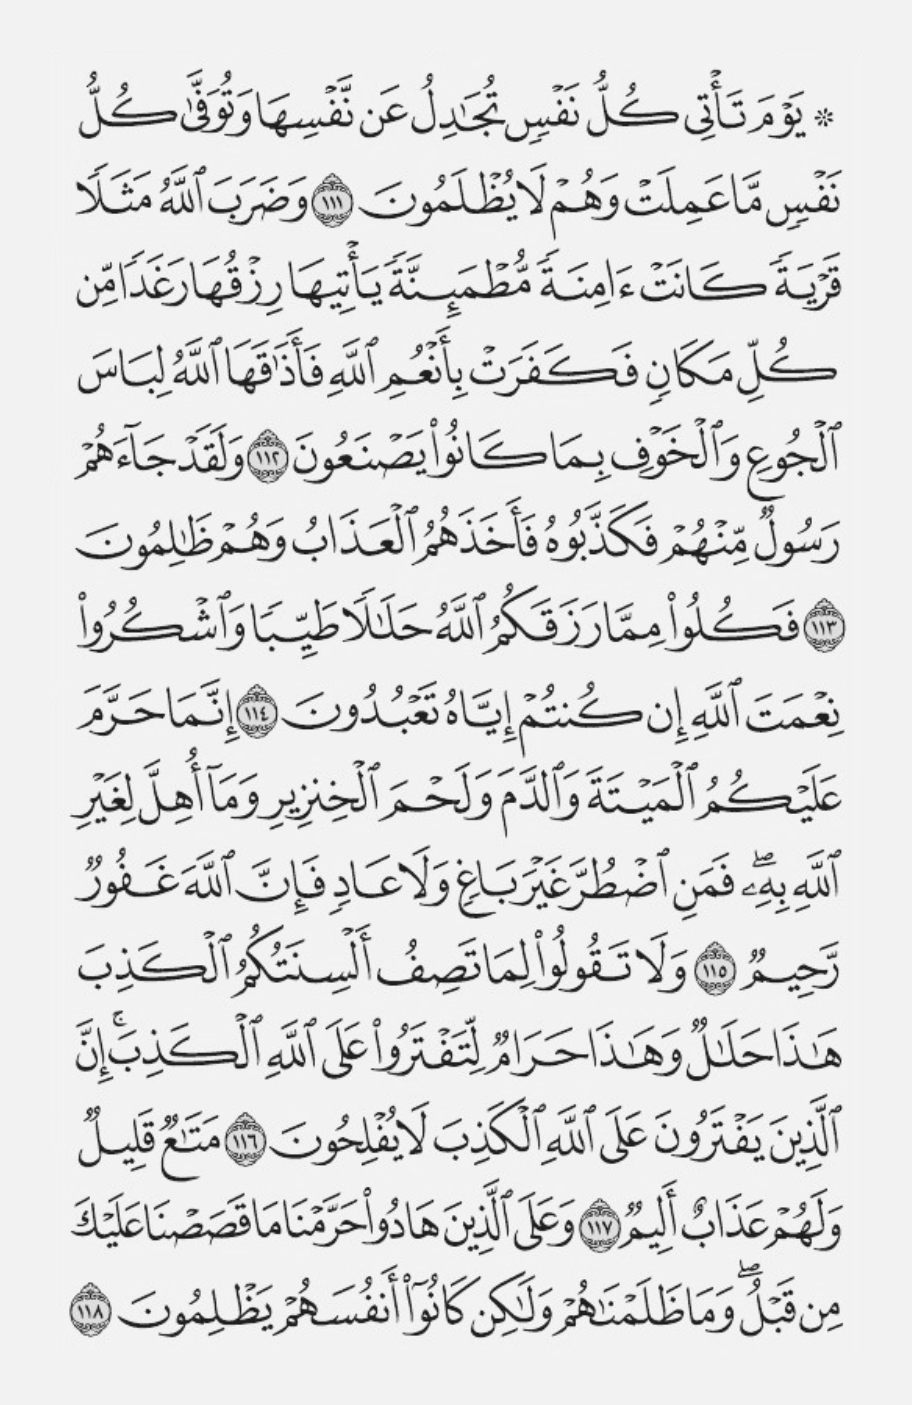 ۞ يَوْمَ تَأْتِى كُلُّ نَفْسٍ تُجَـٰدِلُ عَن نَّفْسِهَا وَتُوَفَّىٰ كُلُّ
نَفْسٍ مَّا عَمِلَتْ وَهُمْ لَا يُظْلَمُونَ ١١١ وَضَرَبَ ٱللَّهُ مَثَلًا
قَرْيَةً كَانَتْ ءَامِنَةً مُّطْمَئِنَّةً يَأْتِيهَا رِزْقُهَا رَغَدًا مِّن
كُلِّ مَكَانٍ فَكَفَرَتْ بِأَنْعُمِ ٱللَّهِ فَأَذَٰقَهَا ٱللَّهُ لِبَاسَ
ٱلْجُوعِ وَٱلْخَوْفِ بِمَا كَانُوا۟ يَصْنَعُونَ ١١٢ وَلَقَدْ جَآءَهُمْ
رَسُولٌ مِّنْهُمْ فَكَذَّبُوهُ فَأَخَذَهُمُ ٱلْعَذَابُ وَهُمْ ظَـٰلِمُونَ
١١٣ فَكُلُوا۟ مِمَّا رَزَقَكُمُ ٱللَّهُ حَلَـٰلًا طَيِّبًا وَٱشْكُرُوا۟
نِعْمَتَ ٱللَّهِ إِن كُنتُمْ إِيَّاهُ تَعْبُدُونَ ١١٤ إِنَّمَا حَرَّمَ
عَلَيْكُمُ ٱلْمَيْتَةَ وَٱلدَّمَ وَلَحْمَ ٱلْخِنزِيرِ وَمَآ أُهِلَّ لِغَيْرِ
ٱللَّهِ بِهِۦۖ فَمَنِ ٱضْطُرَّ غَيْرَ بَاغٍ وَلَا عَادٍ فَإِنَّ ٱللَّهَ غَفُورٌ
رَّحِيمٌ ١١٥ وَلَا تَقُولُوا۟ لِمَا تَصِفُ أَلْسِنَتُكُمُ ٱلْكَذِبَ
هَـٰذَا حَلَـٰلٌ وَهَـٰذَا حَرَامٌ لِّتَفْتَرُوا۟ عَلَى ٱللَّهِ ٱلْكَذِبَۚ إِنَّ
ٱلَّذِينَ يَفْتَرُونَ عَلَى ٱللَّهِ ٱلْكَذِبَ لَا يُفْلِحُونَ ١١٦ مَتَـٰعٌ قَلِيلٌ
وَلَهُمْ عَذَابٌ أَلِيمٌ ١١٧ وَعَلَى ٱلَّذِينَ هَادُوا۟ حَرَّمْنَا مَا قَصَصْنَا عَلَيْكَ
مِن قَبْلُۖ وَمَا ظَلَمْنَـٰهُمْ وَلَـٰكِن كَانُوٓا۟ أَنفُسَهُمْ يَظْلِمُونَ ١١٨